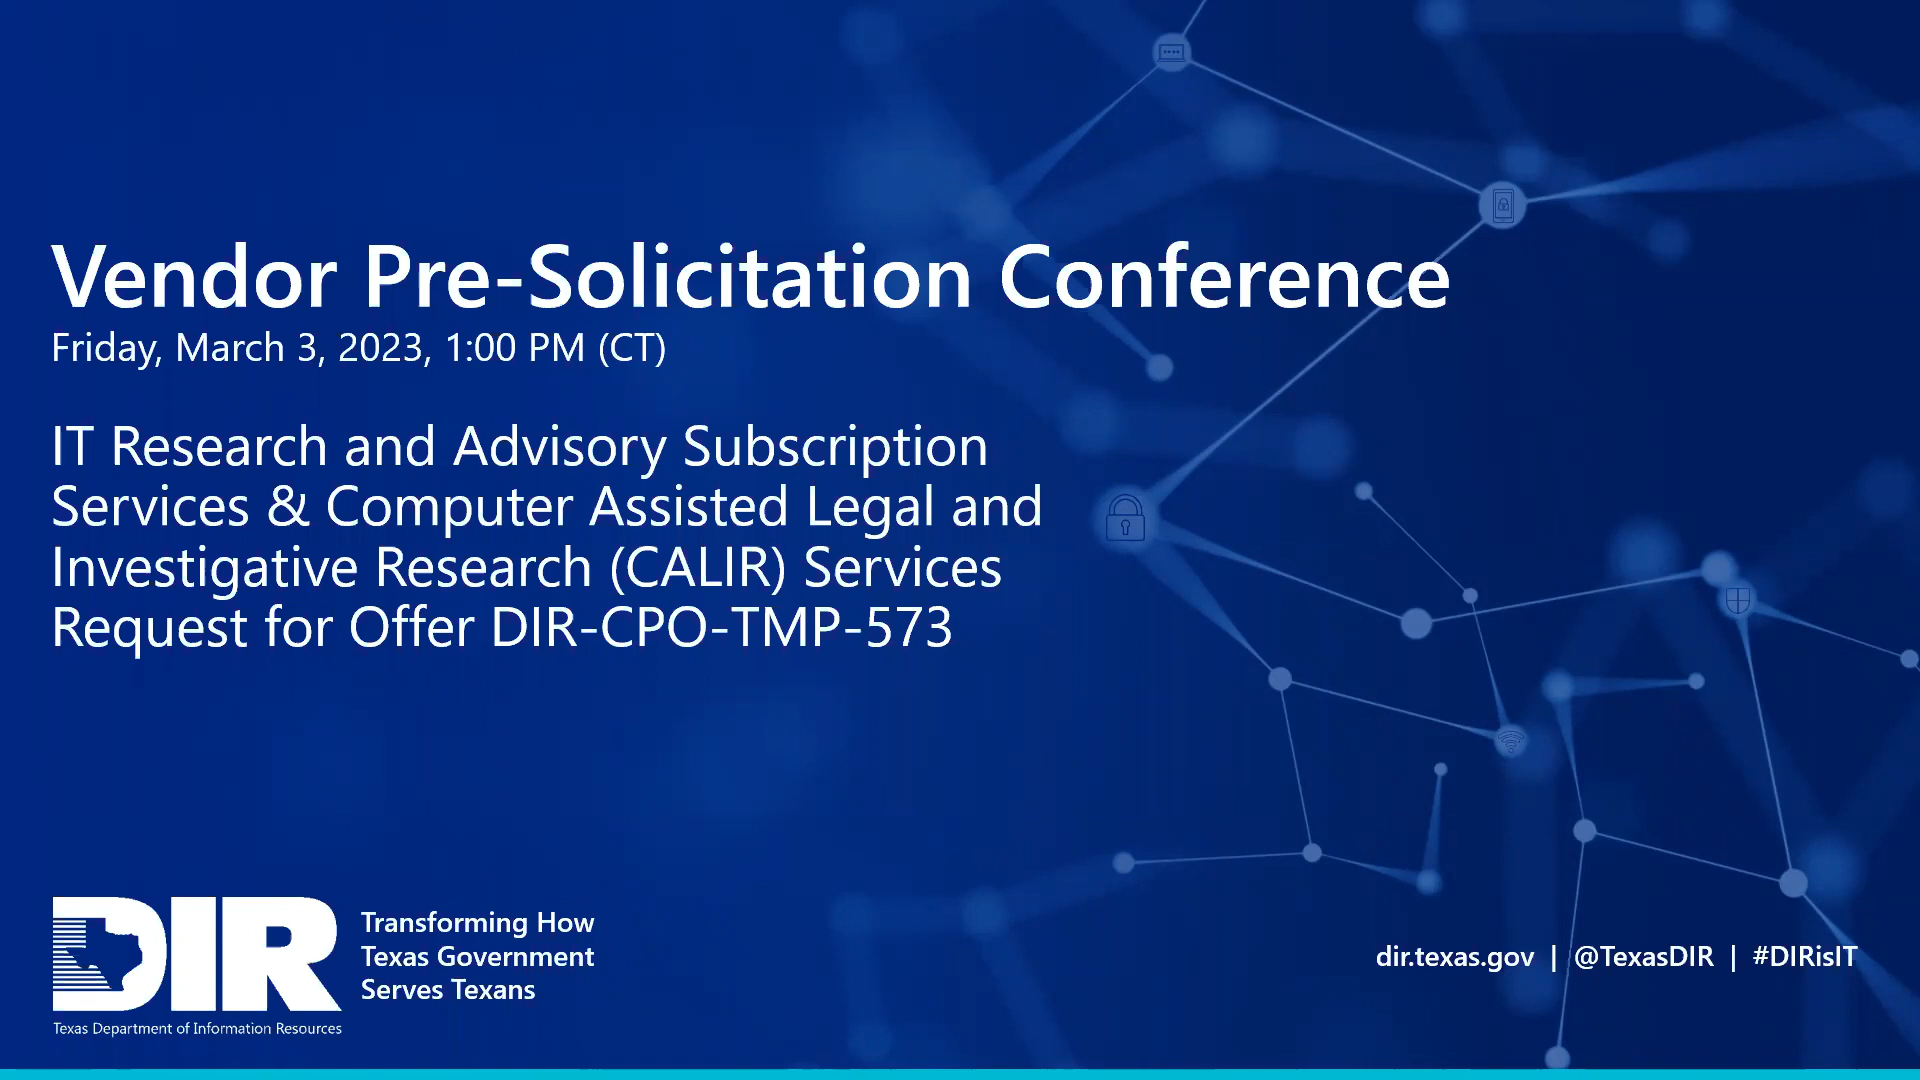 Vendor Pre-Solicitation Conference
Friday, March 3, 2023, 1:00 PM (CT)
IT Research and Advisory Subscription
Services & Computer Assisted Legal and
Investigative Research (CALIR) Services
Request for Offer DIR-CPO-TMP-573
DIR
Texas Department of Information Resources
Transforming How
Texas Government
Serves Texans
dir.texas.gov | @TexasDIR | #DIRisIT